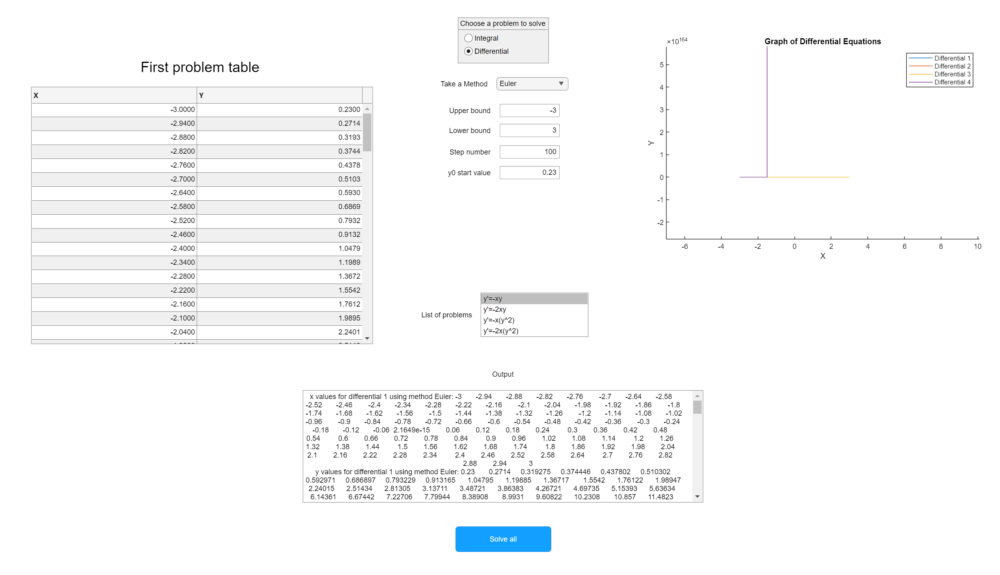 Choose a problem to solve
Integral
Differential
First problem table
X Y
-3.0000 0.2300
-2.9400 0.2714
-2.8800 0.3193
-2.8200 0.3744
-2.7600 0.4378
-2.7000 0.5103
-2.6400 0.5930
-2.5800 0.6869
-2.5200 0.7932
-2.4600 0.9132
-2.4000 1.0479
-2.3400 1.1989
-2.2800 1.3672
-2.2200 1.5542
-2.1600 1.7612
-2.1000 1.9895
-2.0400 2.2401
Take a Method Euler
Upper bound -3
Lower bound 3
Step number 100
y0 start value 0.23
×10^164
Graph of Differential Equations
Differential 1
Differential 2
Differential 3
Differential 4
5
4
3
2
1
0
-1
-2
Y
-6 -4 -2 0 2 4 6 8 10
X
List of problems
y'=-xy
y'=-2xy
y'=-x(y^2)
y'=-2x(y^2)
Output
x values for differential 1 using method Euler: -3 -2.94 -2.88 -2.82 -2.76 -2.7 -2.64 -2.58
-2.52 -2.46 -2.4 -2.34 -2.28 -2.22 -2.16 -2.1 -2.04 -1.98 -1.92 -1.86 -1.8
-1.74 -1.68 -1.62 -1.56 -1.5 -1.44 -1.38 -1.32 -1.26 -1.2 -1.14 -1.08 -1.02
-0.96 -0.9 -0.84 -0.78 -0.72 -0.66 -0.6 -0.54 -0.48 -0.42 -0.36 -0.3 -0.24
-0.18 -0.12 -0.06 2.1649e-15 0.06 0.12 0.18 0.24 0.3 0.36 0.42 0.48
0.54 0.6 0.66 0.72 0.78 0.84 0.9 0.96 1.02 1.08 1.14 1.2 1.26
1.32 1.38 1.44 1.5 1.56 1.62 1.68 1.74 1.8 1.86 1.92 1.98 2.04
2.1 2.16 2.22 2.28 2.34 2.4 2.46 2.52 2.58 2.64 2.7 2.76 2.82
2.88 2.94 3
y values for differential 1 using method Euler: 0.23 0.2714 0.319275 0.374446 0.437802 0.510302
0.592971 0.686897 0.793229 0.913165 1.04795 1.19885 1.36717 1.5542 1.76122 1.98947
2.24015 2.51434 2.81305 3.13711 3.48721 3.86383 4.26721 4.69735 5.15393 5.63634
6.14361 6.67442 7.22706 7.79944 8.38908 8.9931 9.60822 10.2308 10.857 11.4823
Solve all